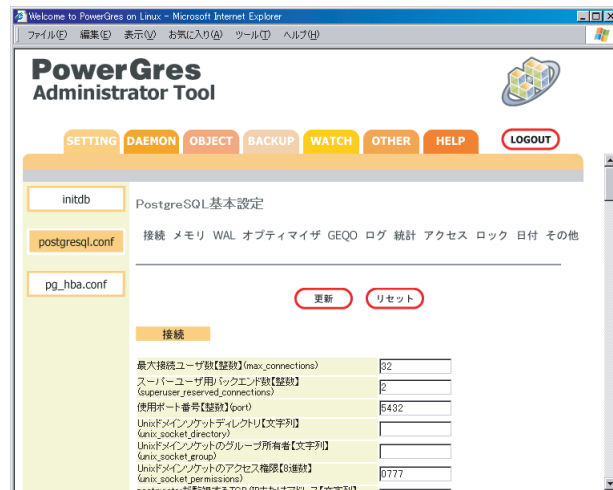 Welcome to PowerGres on Linux - Microsoft Internet Explorer
ファイル(F) 編集(E) 表示(V) お気に入り(A) ツール(T) ヘルプ(H)
PowerGres
Administrator Tool
SETTING DAEMON OBJECT BACKUP WATCH OTHER HELP LOGOUT
initdb
postgresql.conf
pg_hba.conf
PostgreSQL基本設定
接続 メモリ WAL オプティマイザ GEQO ログ 統計 アクセス ロック 日付 その他
更新 リセット
接続
最大接続ユーザ数【整数】(max_connections) 32
スーパーユーザ用バックエンド数【整数】
(superuser_reserved_connections) 2
使用ポート番号【整数】(port) 5432
Unixドメインソケットディレクトリ【文字列】
(unix_socket_directory)
Unixドメインソケットのグループ所有者【文字列】
(unix_socket_group)
Unixドメインソケットのアクセス権限【8進数】
(unix_socket_permissions) 0777